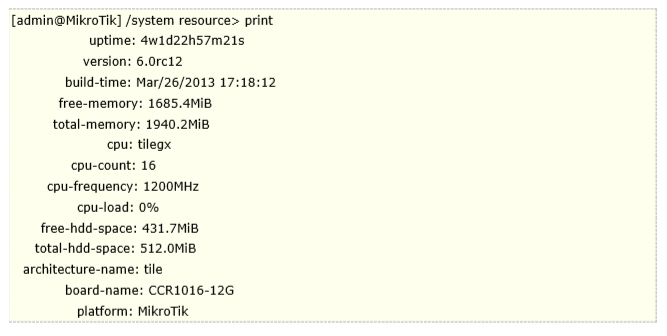 [admin@MikroTik] /system resource> print
uptime: 4w1d22h57m21s
version: 6.0rc12
build-time: Mar/26/2013 17:18:12
free-memory: 1685.4MiB
total-memory: 1940.2MiB
cpu: tilegx
cpu-count: 16
cpu-frequency: 1200MHz
cpu-load: 0%
free-hdd-space: 431.7MiB
total-hdd-space: 512.0MiB
architecture-name: tile
board-name: CCR1016-12G
platform: MikroTik